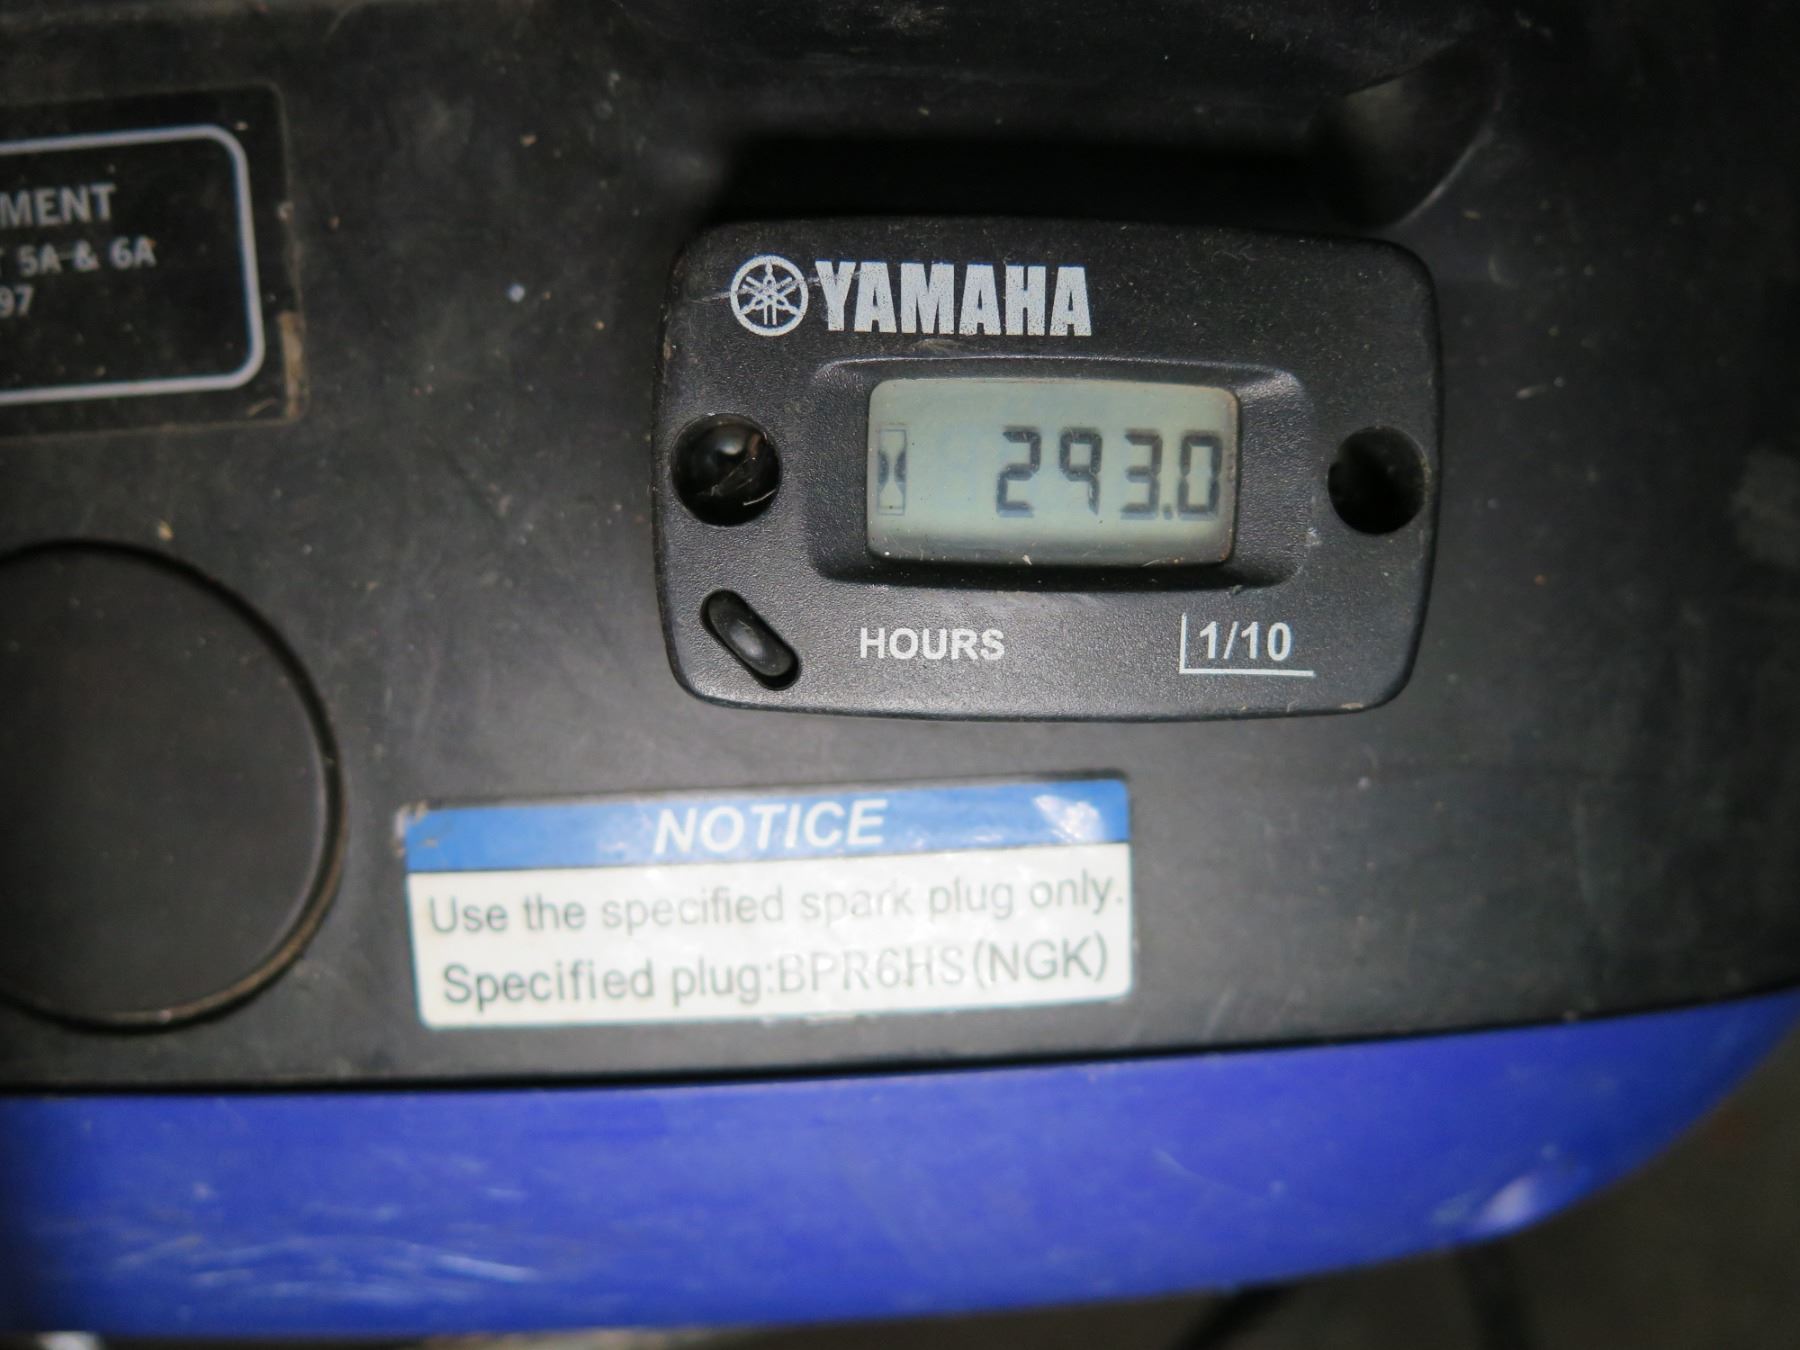 MENT
5A & 6A
97
YAMAHA
293.0
HOURS 1/10
NOTICE
Use the specified spark plug only.
Specified plug:BPR6HS(NGK)